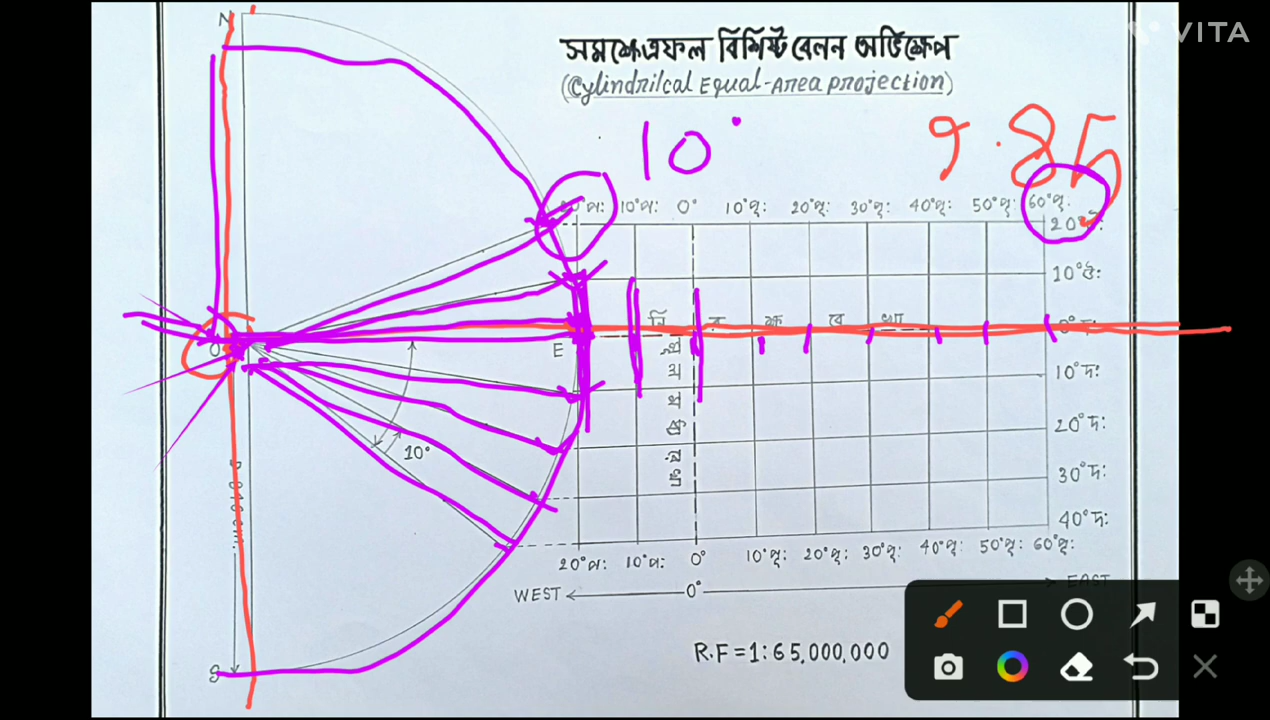 VITA
N
সমক্ষেত্রফল বিশিষ্ট বেলন অভিক্ষেপ
(Cylindrilcal Equal-Area projection)
10°
9.85
20°প: 10°প: 0° 10°পূ: 20°পূ: 30°পূ: 40°পূ: 50°পূ: 60°পূ:
20°উ:
10°উ:
নি র ক্ষ রে খা
0°
O
E
10°দ:
20°দ:
10°
30°দ:
40°দ:
S
20°প: 10°প: 0° 10°পূ: 20°পূ: 30°পূ: 40°পূ: 50°পূ: 60°পূ:
WEST 0° EAST
R.F = 1:65,000,000